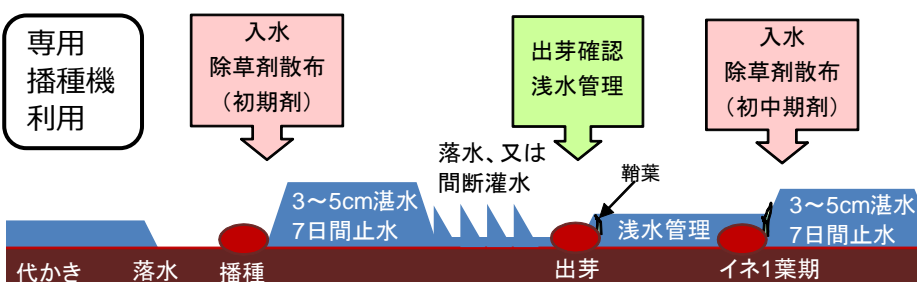 専用
播種機
利用
入水
除草剤散布
（初期剤）
出芽確認
浅水管理
入水
除草剤散布
（初中期剤）
落水、又は
間断灌水
鞘葉
3～5cm湛水
7日間止水
浅水管理
3～5cm湛水
7日間止水
代かき
落水
播種
出芽
イネ1葉期